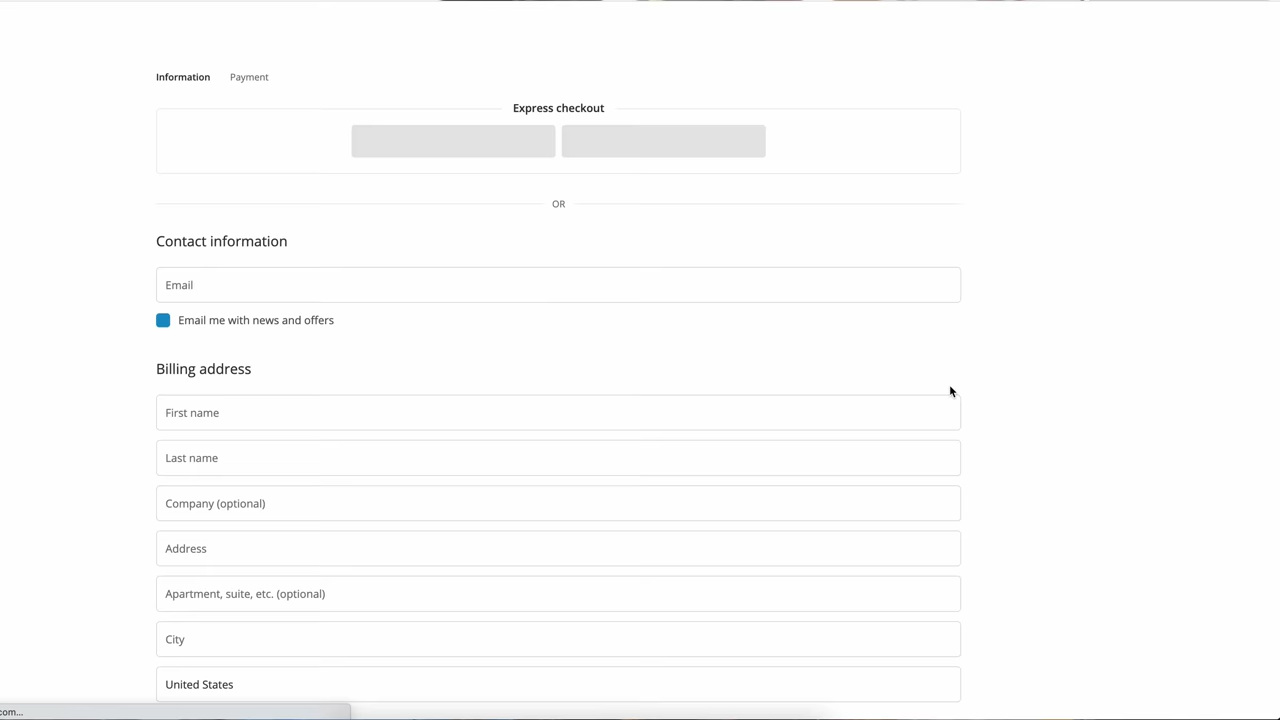 Information Payment
Express checkout
OR
Contact information
Email
Email me with news and offers
Billing address
First name
Last name
Company (optional)
Address
Apartment, suite, etc. (optional)
City
United States
com...